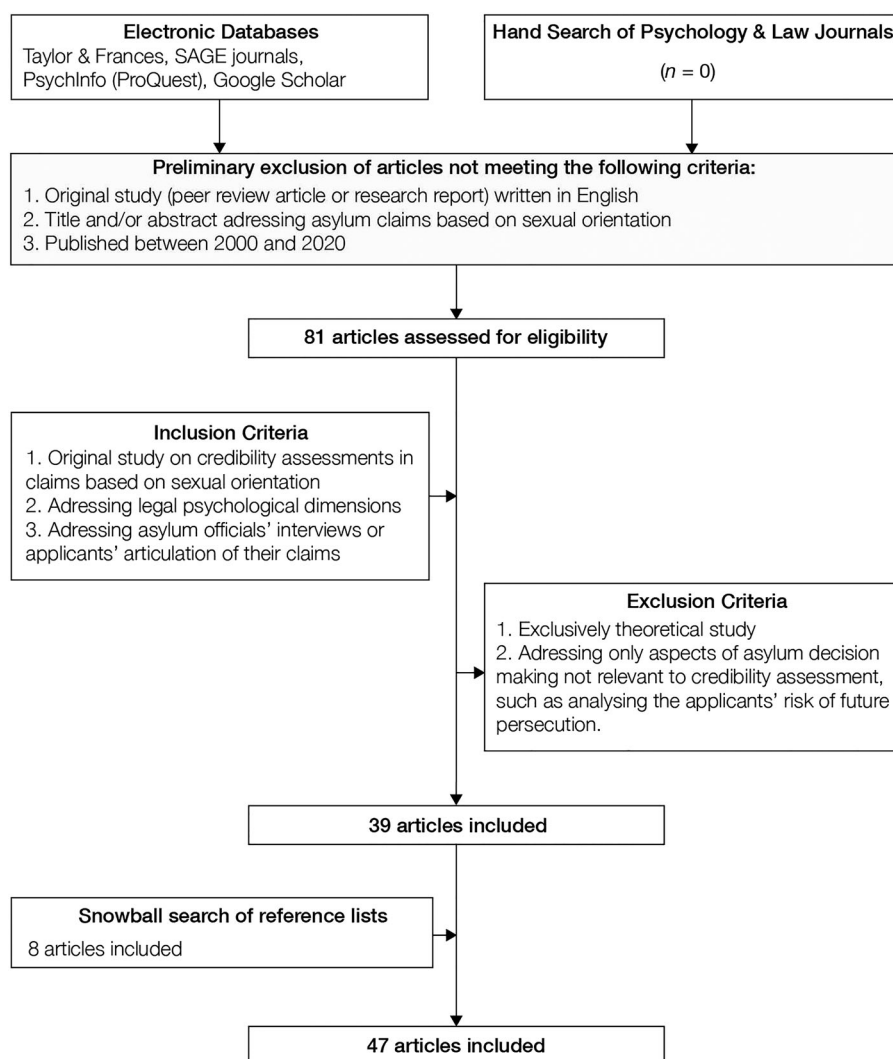 Electronic Databases
Taylor & Frances, SAGE journals,
PsychInfo (ProQuest), Google Scholar
Hand Search of Psychology & Law Journals
(n = 0)
Preliminary exclusion of articles not meeting the following criteria:
1. Original study (peer review article or research report) written in English
2. Title and/or abstract adressing asylum claims based on sexual orientation
3. Published between 2000 and 2020
81 articles assessed for eligibility
Inclusion Criteria
1. Original study on credibility assessments in
claims based on sexual orientation
2. Adressing legal psychological dimensions
3. Adressing asylum officials’ interviews or
applicants’ articulation of their claims
Exclusion Criteria
1. Exclusively theoretical study
2. Adressing only aspects of asylum decision
making not relevant to credibility assessment,
such as analysing the applicants’ risk of future
persecution.
39 articles included
Snowball search of reference lists
8 articles included
47 articles included